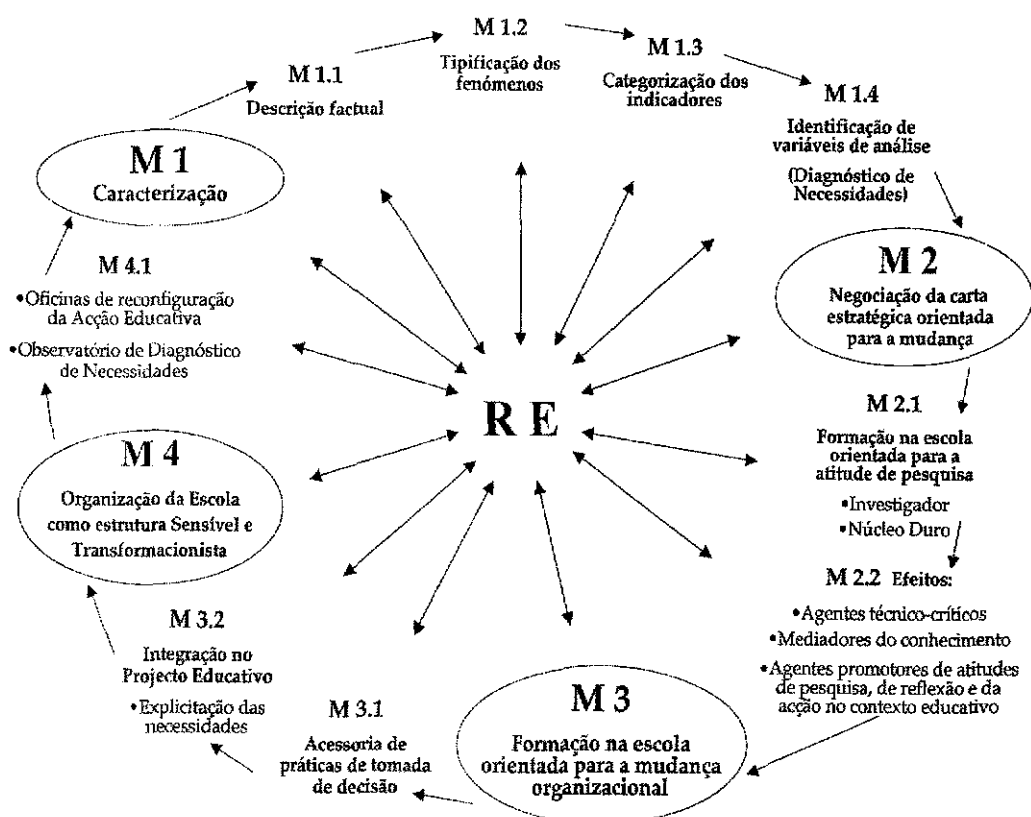 M 1
Caracterização
M 1.1
Descrição factual
M 1.2
Tipificação dos
fenómenos
M 1.3
Categorização dos
indicadores
M 1.4
Identificação de
variáveis de análise
(Diagnóstico de
Necessidades)
M 2
Negociação da carta
estratégica orientada
para a mudança
M 2.1
Formação na escola
orientada para a
atitude de pesquisa
•Investigador
•Núcleo Duro
M 2.2 Efeitos:
•Agentes técnico-críticos
•Mediadores do conhecimento
•Agentes promotores de atitudes
de pesquisa, de reflexão e da
acção no contexto educativo
M 3
Formação na escola
orientada para a mudança
organizacional
M 3.1
Acessoria de
práticas de tomada
de decisão
M 3.2
Integração no
Projecto Educativo
•Explicitação das
necessidades
M 4
Organização da Escola
como estrutura Sensível e
Transformacionista
M 4.1
•Oficinas de reconfiguração
da Acção Educativa
•Observatório de Diagnóstico
de Necessidades
R E